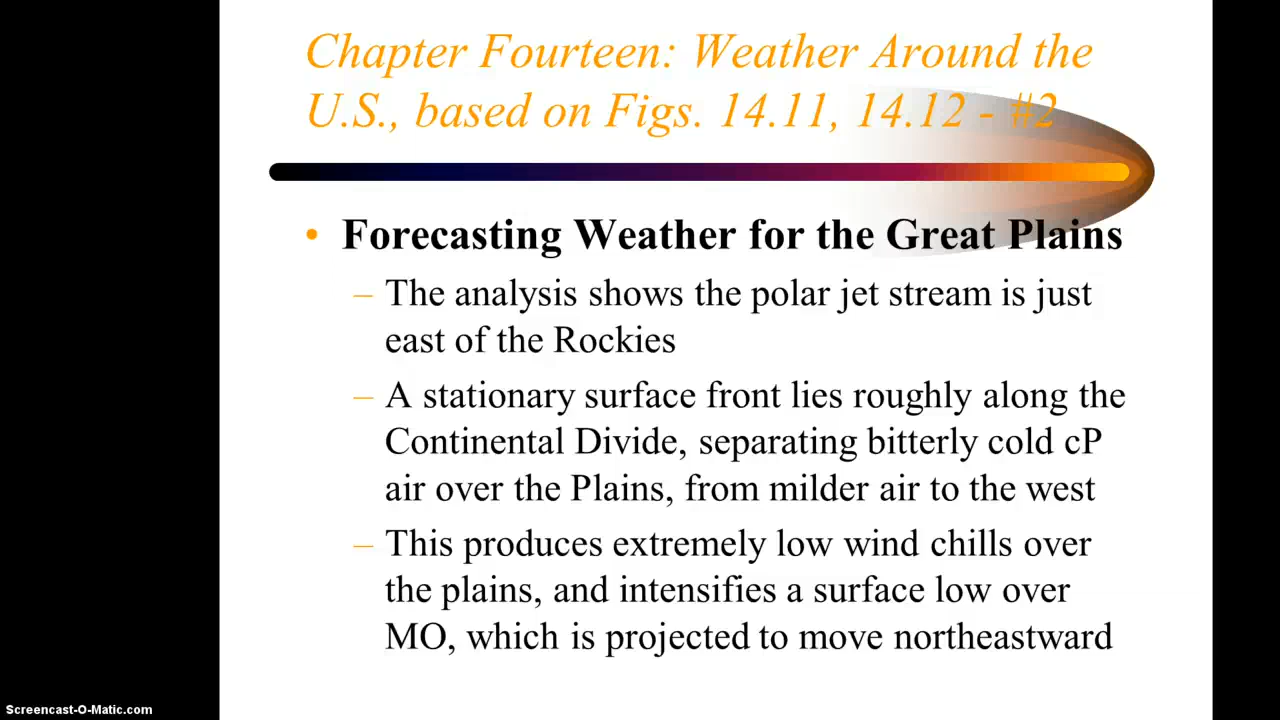 Chapter Fourteen: Weather Around the
U.S., based on Figs. 14.11, 14.12 - #2
• Forecasting Weather for the Great Plains
– The analysis shows the polar jet stream is just
east of the Rockies
– A stationary surface front lies roughly along the
Continental Divide, separating bitterly cold cP
air over the Plains, from milder air to the west
– This produces extremely low wind chills over
the plains, and intensifies a surface low over
MO, which is projected to move northeastward
Screencast-O-Matic.com